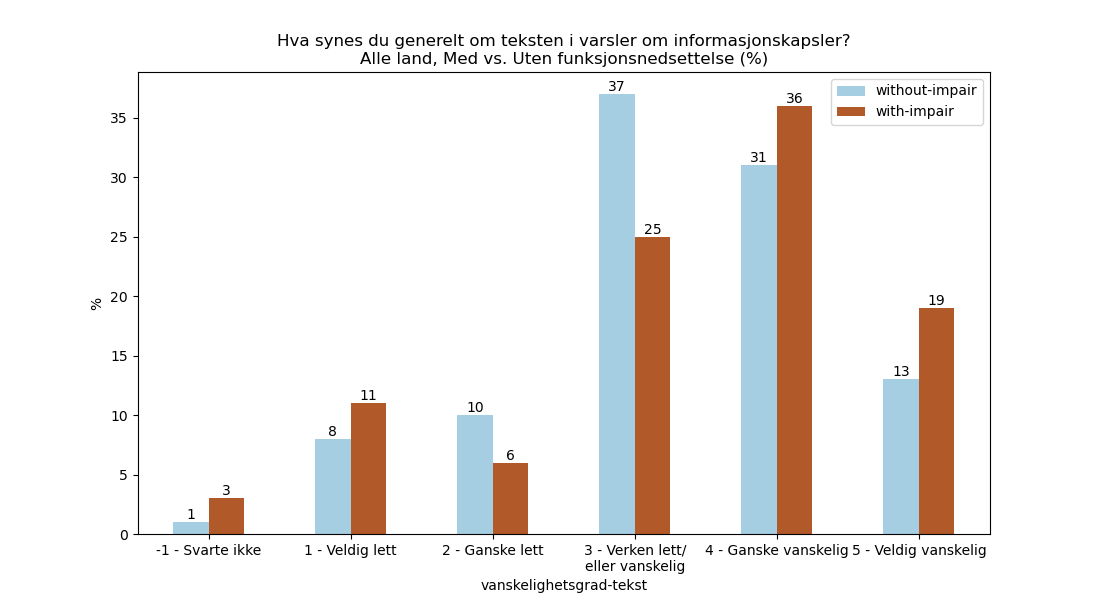 Hva synes du generelt om teksten i varsler om informasjonskapsler?
Alle land, Med vs. Uten funksjonsnedsettelse (%)
without-impair
with-impair
%
35
30
25
20
15
10
5
0
1
3
8
11
10
6
37
25
31
36
13
19
-1 - Svarte ikke
1 - Veldig lett
2 - Ganske lett
3 - Verken lett/
eller vanskelig
4 - Ganske vanskelig
5 - Veldig vanskelig
vanskelighetsgrad-tekst